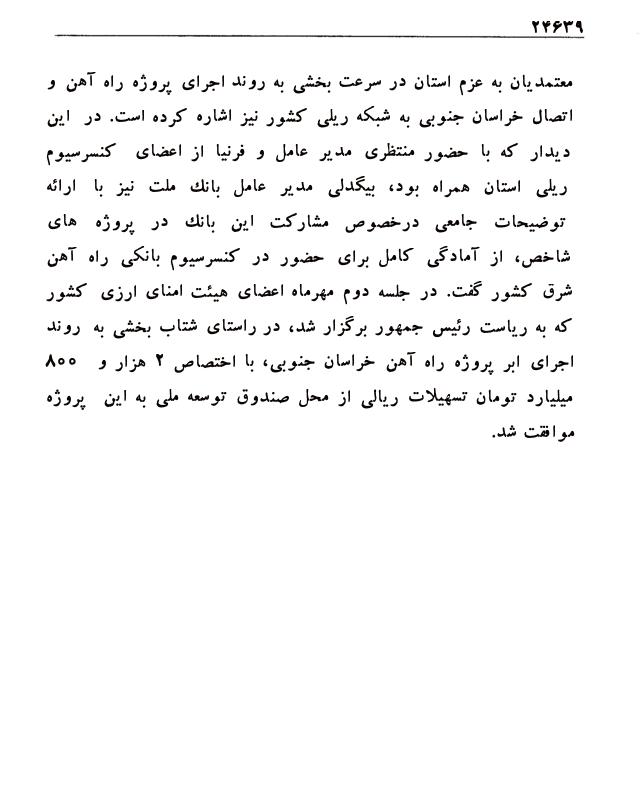 ۲۴۶۳۹
معتمدیان به عزم استان در سرعت بخشی به روند اجرای پروژه راه آهن و
اتصال خراسان جنوبی به شبکه ریلی کشور نیز اشاره کرده است. در این
دیدار که با حضور منتظری مدیر عامل و فرنیا از اعضای کنسرسیوم
ریلی استان همراه بود، بیگدلی مدیر عامل بانك ملت نیز با ارائه
توضیحات جامعی درخصوص مشارکت این بانك در پروژه های
شاخص، از آمادگی کامل برای حضور در کنسرسیوم بانکی راه آهن
شرق کشور گفت. در جلسه دوم مهرماه اعضای هیئت امنای ارزی کشور
که به ریاست رئیس جمهور برگزار شد، در راستای شتاب بخشی به روند
اجرای ابر پروژه راه آهن خراسان جنوبی، با اختصاص ۲ هزار و ۸۰۰
میلیارد تومان تسهیلات ریالی از محل صندوق توسعه ملی به این پروژه
موافقت شد.